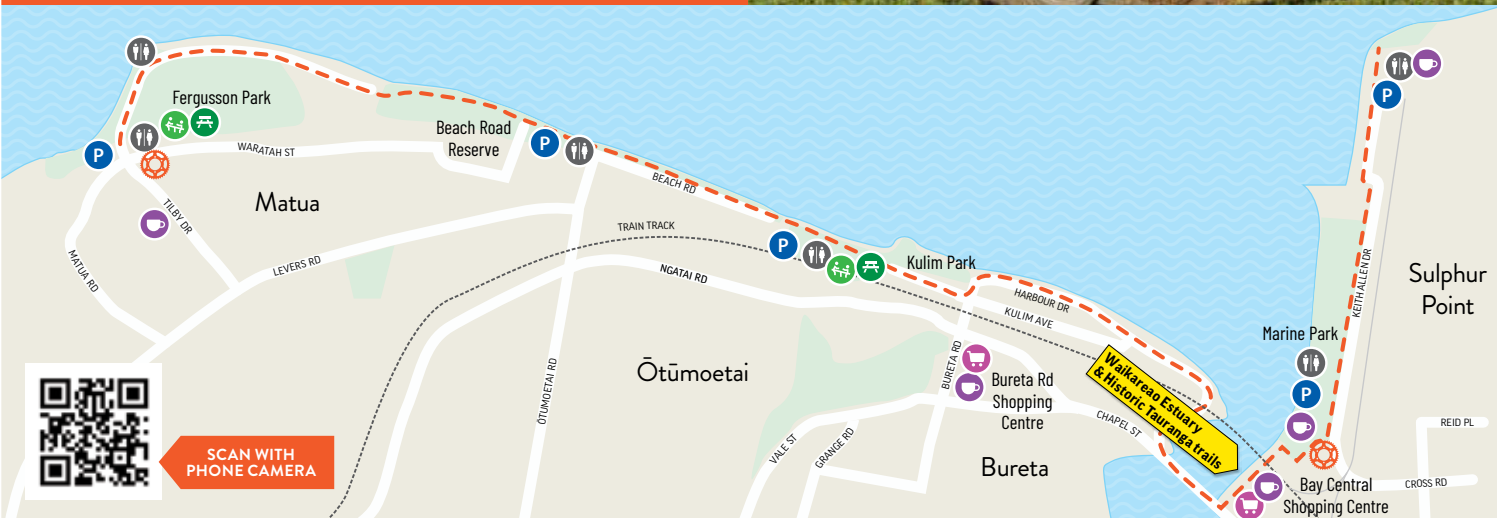 Fergusson Park
WARATAH ST
Beach Road
Reserve
P
P
Matua
TILBY DR
MATUA RD
LEVERS RD
BEACH RD
TRAIN TRACK
NGATAI RD
ŌTŪMOETAI RD
Ōtūmoetai
P
Kulim Park
HARBOUR DR
KULIM AVE
BURETA RD
Bureta Rd
Shopping
Centre
VALE ST
GRANGE RD
CHAPEL ST
Bureta
Waikareao Estuary
& Historic Tauranga trails
P
KEITH ALLEN DR
Sulphur
Point
Marine Park
P
REID PL
CROSS RD
Bay Central
Shopping Centre
SCAN WITH
PHONE CAMERA